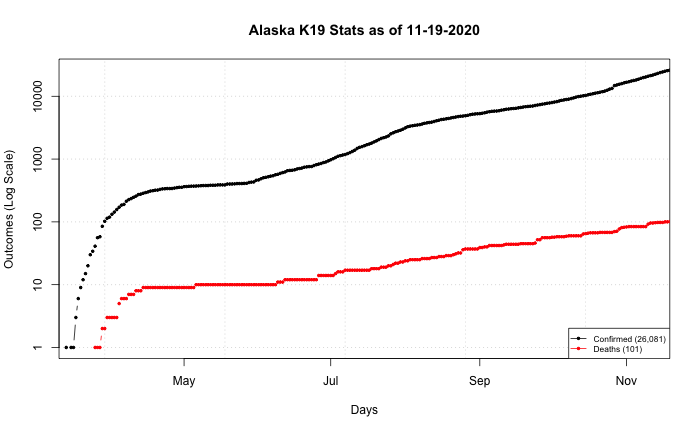 Alaska K19 Stats as of 11-19-2020
Outcomes (Log Scale)
10000
1000
100
10
1
May
Jul
Sep
Nov
Days
Confirmed (26,081)
Deaths (101)